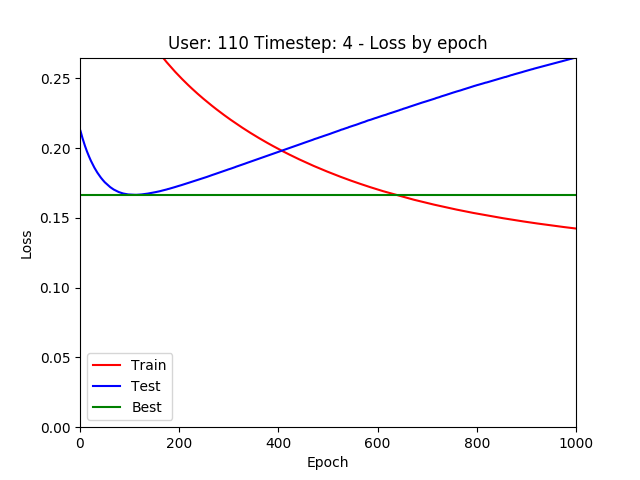 User: 110 Timestep: 4 - Loss by epoch
0.25
0.20
0.15
0.10
0.05
0.00
Loss
Train
Test
Best
0 200 400 600 800 1000
Epoch